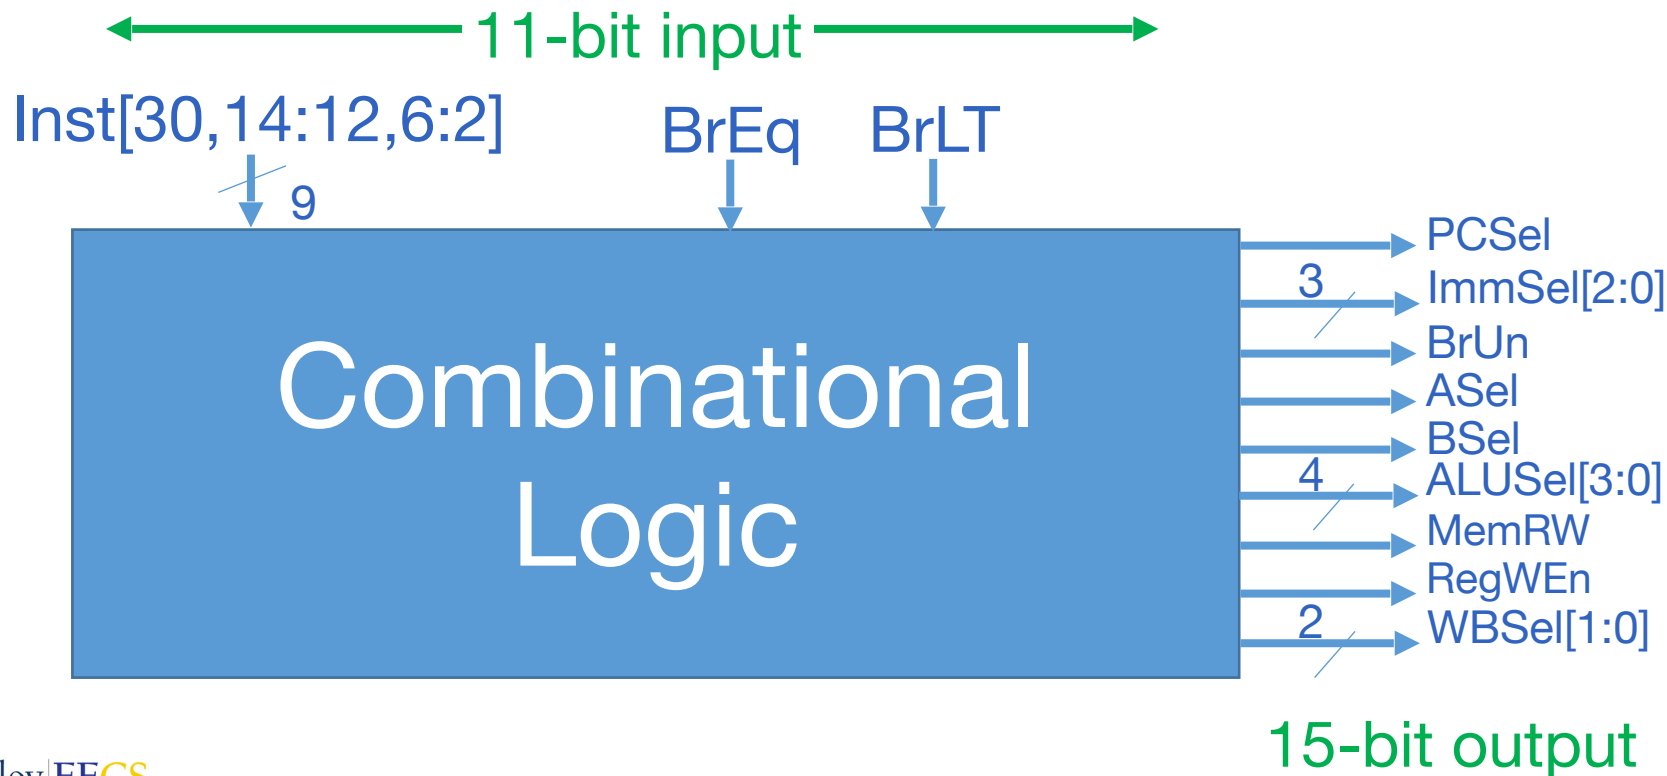 11-bit input
Inst[30,14:12,6:2]
BrEq
BrLT
9
Combinational
Logic
PCSel
3
ImmSel[2:0]
BrUn
ASel
BSel
4
ALUSel[3:0]
MemRW
RegWEn
2
WBSel[1:0]
15-bit output